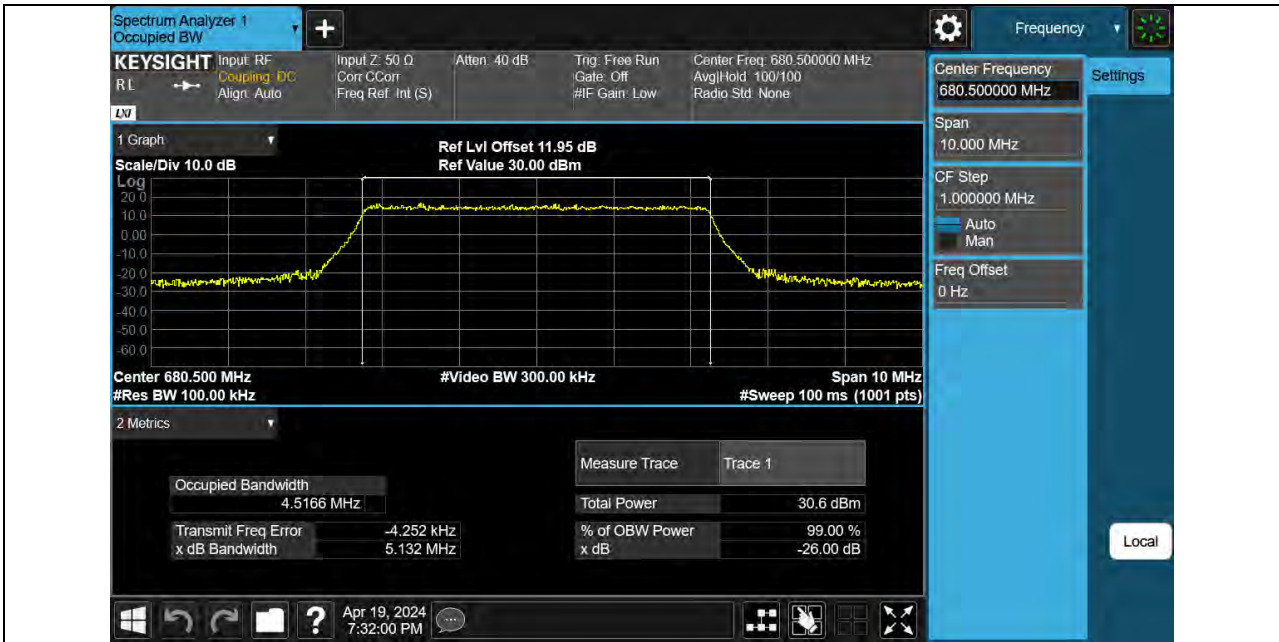 Spectrum Analyzer 1
Occupied BW
Frequency
KEYSIGHT
RL
LXI
Input: RF
Coupling: DC
Align: Auto
Input Z: 50 Ω
Corr CCorr
Freq Ref: Int (S)
Atten: 40 dB
Trig: Free Run
Gate: Off
#IF Gain: Low
Center Freq: 680.500000 MHz
Avg|Hold: 100/100
Radio Std: None
1 Graph
Scale/Div 10.0 dB
Ref Lvl Offset 11.95 dB
Ref Value 30.00 dBm
Log
20.0
10.0
0.00
-10.0
-20.0
-30.0
-40.0
-50.0
-60.0
Center 680.500 MHz
#Video BW 300.00 kHz
Span 10 MHz
#Res BW 100.00 kHz
#Sweep 100 ms (1001 pts)
2 Metrics
Occupied Bandwidth
4.5166 MHz
Transmit Freq Error -4.252 kHz
x dB Bandwidth 5.132 MHz
Measure Trace Trace 1
Total Power 30.6 dBm
% of OBW Power 99.00 %
x dB -26.00 dB
Center Frequency
680.500000 MHz
Settings
Span
10.000 MHz
CF Step
1.000000 MHz
Auto
Man
Freq Offset
0 Hz
Local
?
Apr 19, 2024
7:32:00 PM